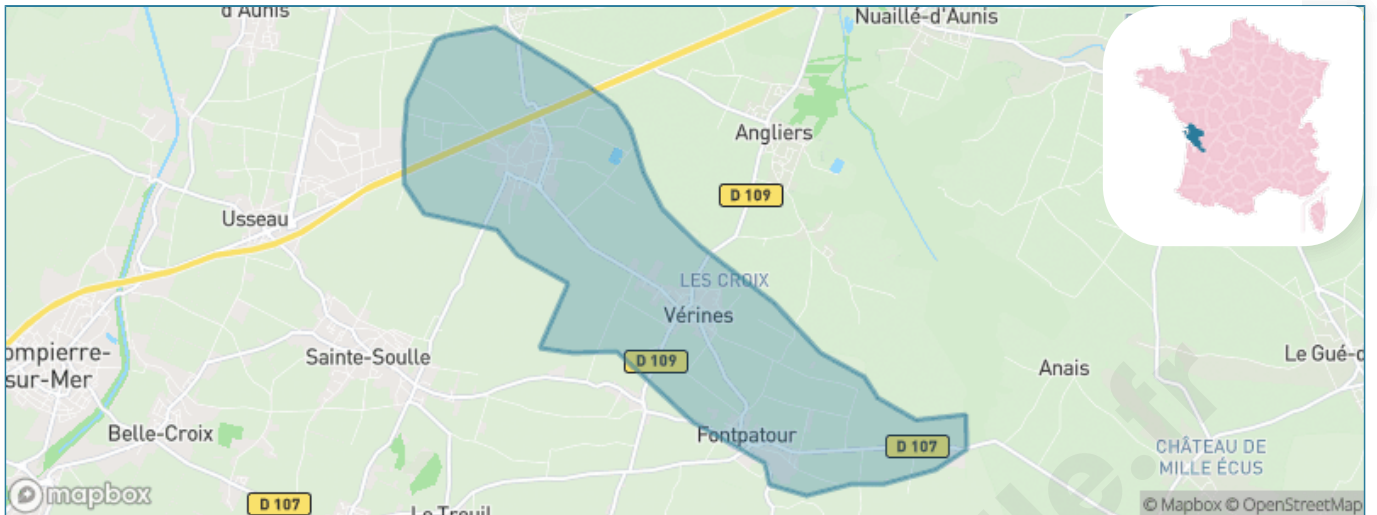 d'Aunis
Nuaillé-d'Aunis
Angliers
D 109
Usseau
LES CROIX
Vérines
ompierre-
sur-Mer
Sainte-Soulle
D 109
Anais
Le Gué-d
Belle-Croix
Fontpatour
D 107
CHÂTEAU DE
MILLE ÉCUS
mapbox
D 107
Le Treuil
© Mapbox © OpenStreetMap